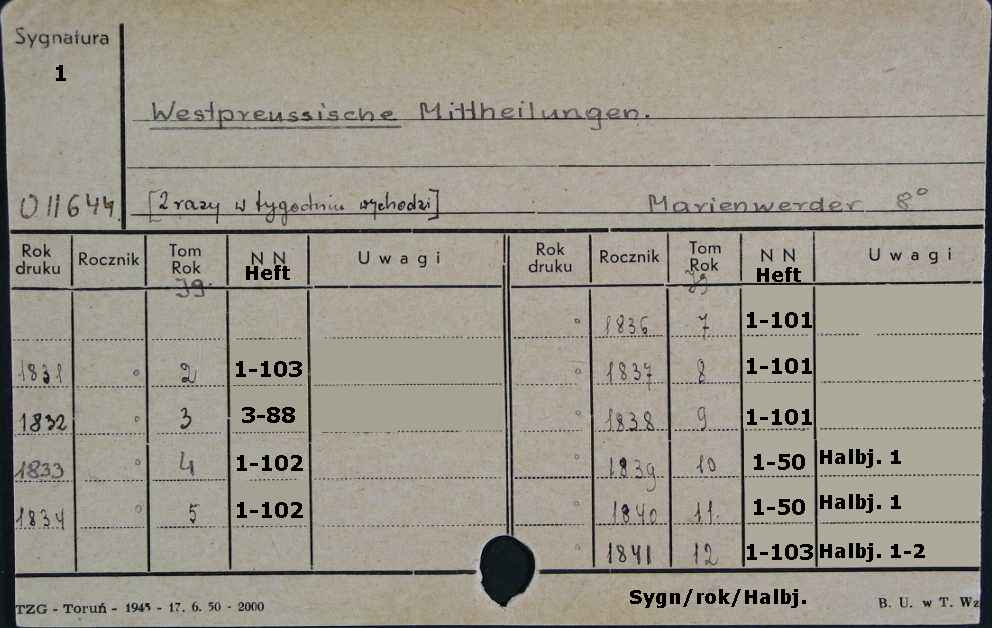 Sygnatura
1
Westpreussische Mittheilungen.
011644 [2 razy w tygodniu wychodzi] Marienwerder 8°
Rok druku Rocznik Tom Rok Jg. N N Heft Uwagi Rok druku Rocznik Tom Rok Jg N N Heft Uwagi
1836 7 1-101
1831 2 1-103 1837 8 1-101
1832 3 3-88 1838 9 1-101
1833 4 1-102 1839 10 1-50 Halbj. 1
1834 5 1-102 1840 11. 1-50 Halbj. 1
1841 12 1-103 Halbj. 1-2
TZG - Toruń - 1945 - 17. 6. 50 - 2000 Sygn/rok/Halbj. B. U. w T. Wz